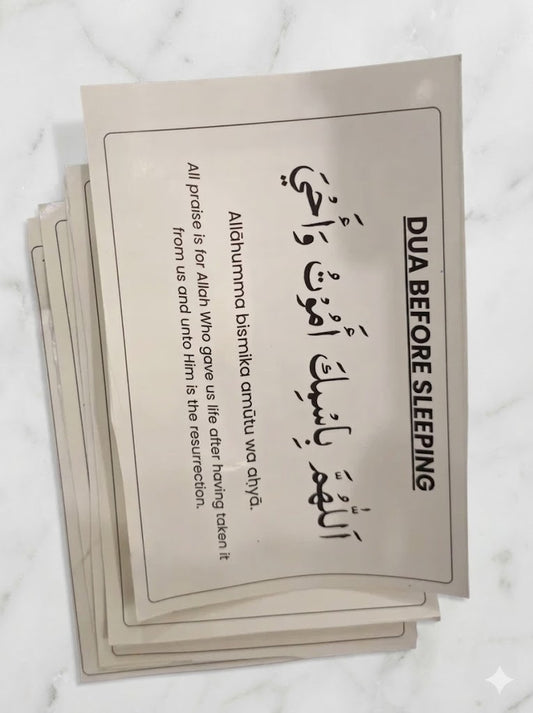 DUA BEFORE SLEEPING
اَللّٰهُمَّ بِاسْمِكَ اَمُوْتُ وَاَحْيٰي
Allāhumma bismika amūtu wa aḥyā.
All praise is for Allah Who gave us life after having taken it
from us and unto Him is the resurrection.